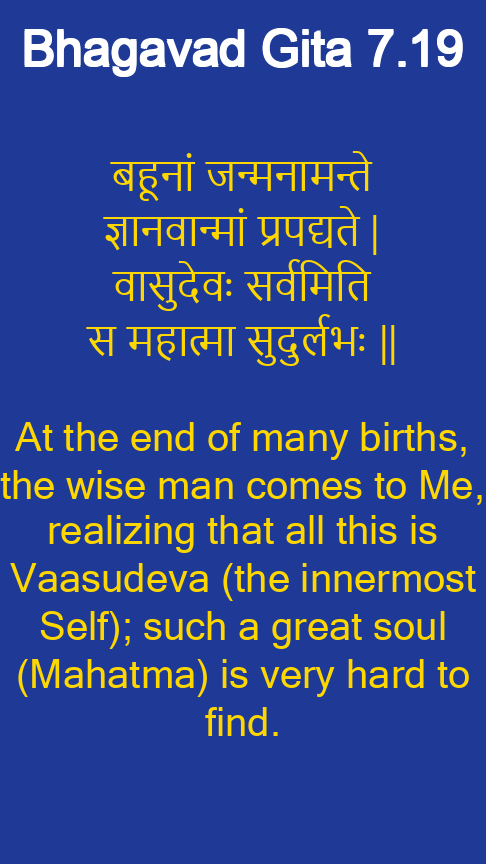 Bhagavad Gita 7.19
बहूनां जन्मनामन्ते
ज्ञानवान्मां प्रपद्यते |
वासुदेवः सर्वमिति
स महात्मा सुदुर्लभः ||
At the end of many births,
the wise man comes to Me,
realizing that all this is
Vaasudeva (the innermost
Self); such a great soul
(Mahatma) is very hard to
find.